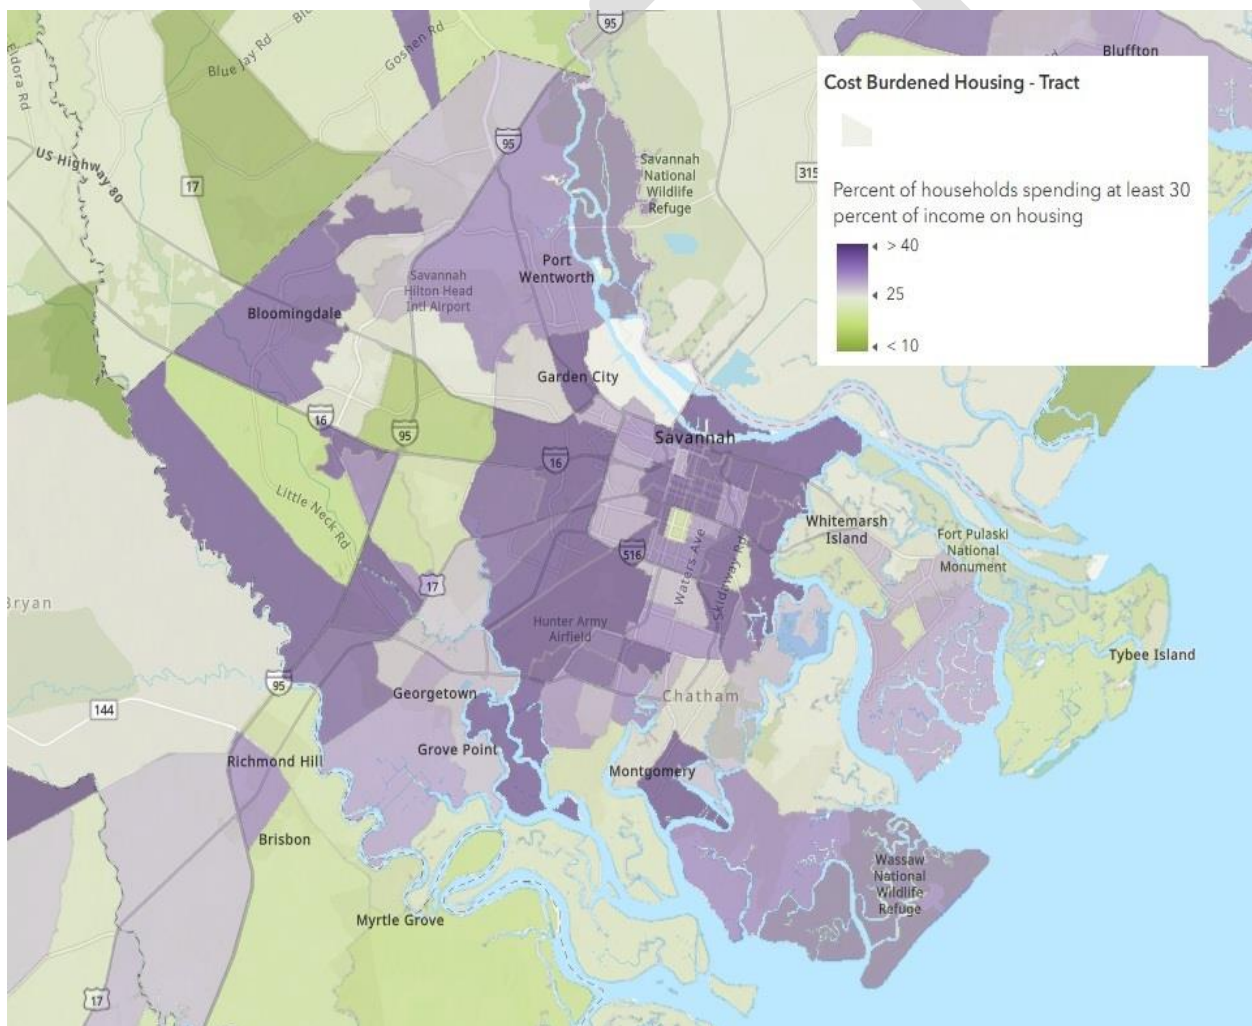 95
Bluffton
Goshen Rd
Blue Jay Rd
Eldora Rd
US Highway 80
17
95
315
Savannah
National
Wildlife
Refuge
Cost Burdened Housing - Tract
Percent of households spending at least 30
percent of income on housing
> 40
25
< 10
Port
Wentworth
Savannah
Hilton Head
Intl Airport
Bloomingdale
Garden City
16
95
Savannah
16
Little Neck Rd
Whitemarsh
Island
Fort Pulaski
National
Monument
516
Waters Ave
Skidaway Rd
17
Bryan
Hunter Army
Airfield
Tybee Island
95
Georgetown
Chatham
144
Grove Point
Richmond Hill
Montgomery
Brisbon
Wassaw
National
Wildlife
Refuge
Myrtle Grove
17